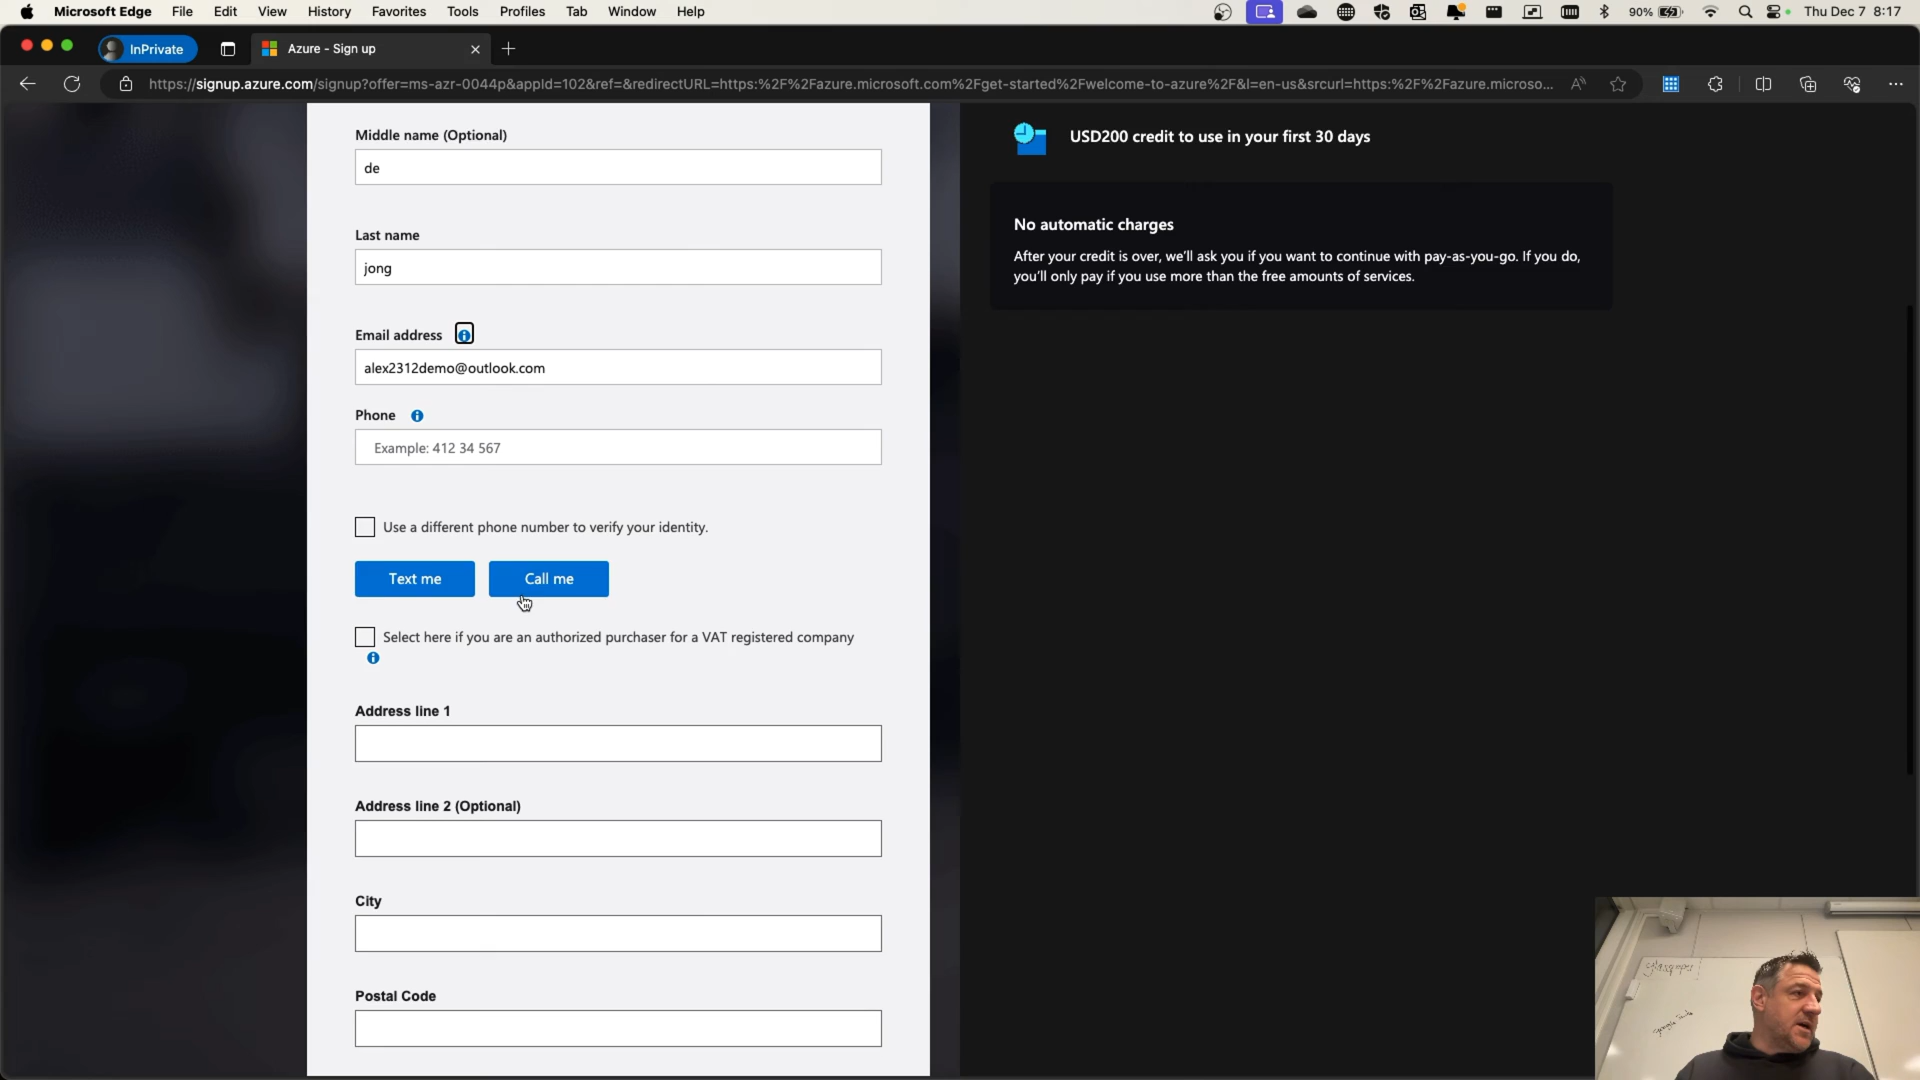 Microsoft Edge File Edit View History Favorites Tools Profiles Tab Window Help 90% Thu Dec 7 8:17
InPrivate Azure - Sign up
https://signup.azure.com/signup?offer=ms-azr-0044p&appId=102&ref=&redirectURL=https:%2F%2Fazure.microsoft.com%2Fget-started%2Fwelcome-to-azure%2F&l=en-us&srcurl=https:%2F%2Fazure.microso...
Middle name (Optional)
de
Last name
jong
Email address
alex2312demo@outlook.com
Phone
Example: 412 34 567
Use a different phone number to verify your identity.
Text me Call me
Select here if you are an authorized purchaser for a VAT registered company
Address line 1
Address line 2 (Optional)
City
Postal Code
USD200 credit to use in your first 30 days
No automatic charges
After your credit is over, we'll ask you if you want to continue with pay-as-you-go. If you do,
you'll only pay if you use more than the free amounts of services.